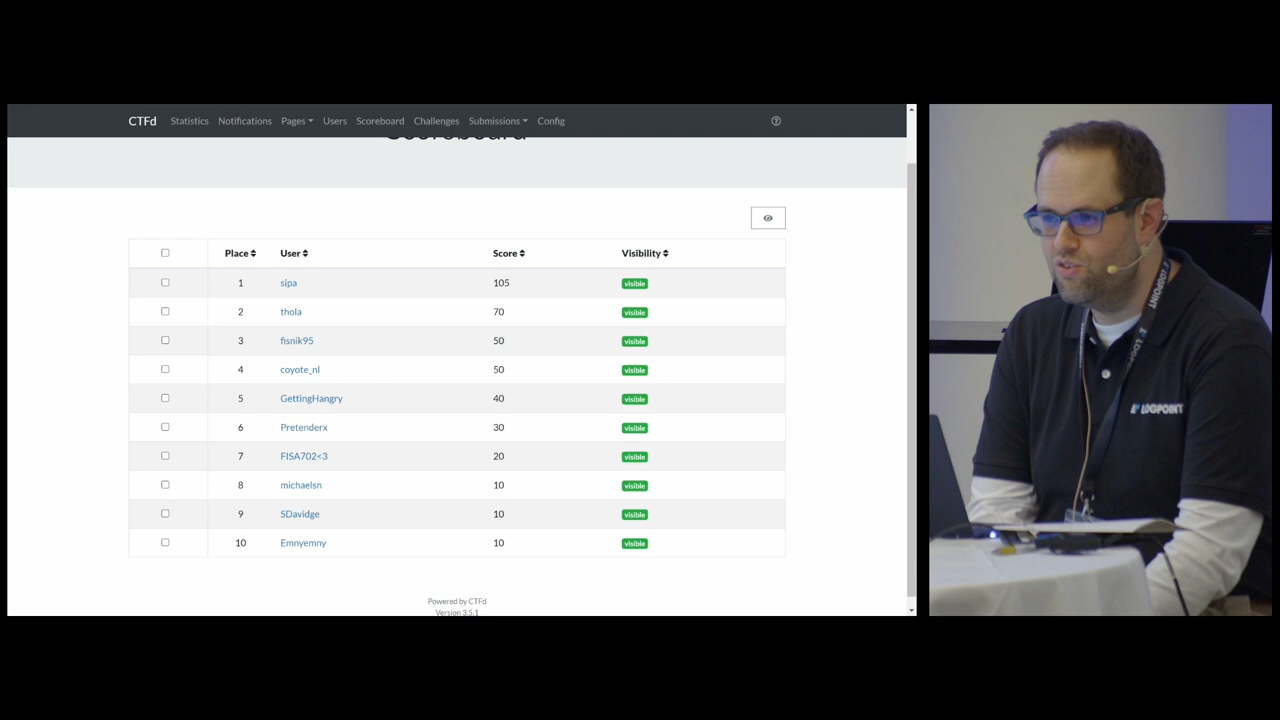 CTFd Statistics Notifications Pages Users Scoreboard Challenges Submissions Config
Scoreboard
Place User Score Visibility
1 sipa 105 visible
2 thola 70 visible
3 fisnik95 50 visible
4 coyote_nl 50 visible
5 GettingHangry 40 visible
6 Pretenderx 30 visible
7 FISA702<3 20 visible
8 michaelsn 10 visible
9 SDavidge 10 visible
10 Emnyemny 10 visible
Powered by CTFd
Version 3.5.1
LOGPOINT
LOGPOINT